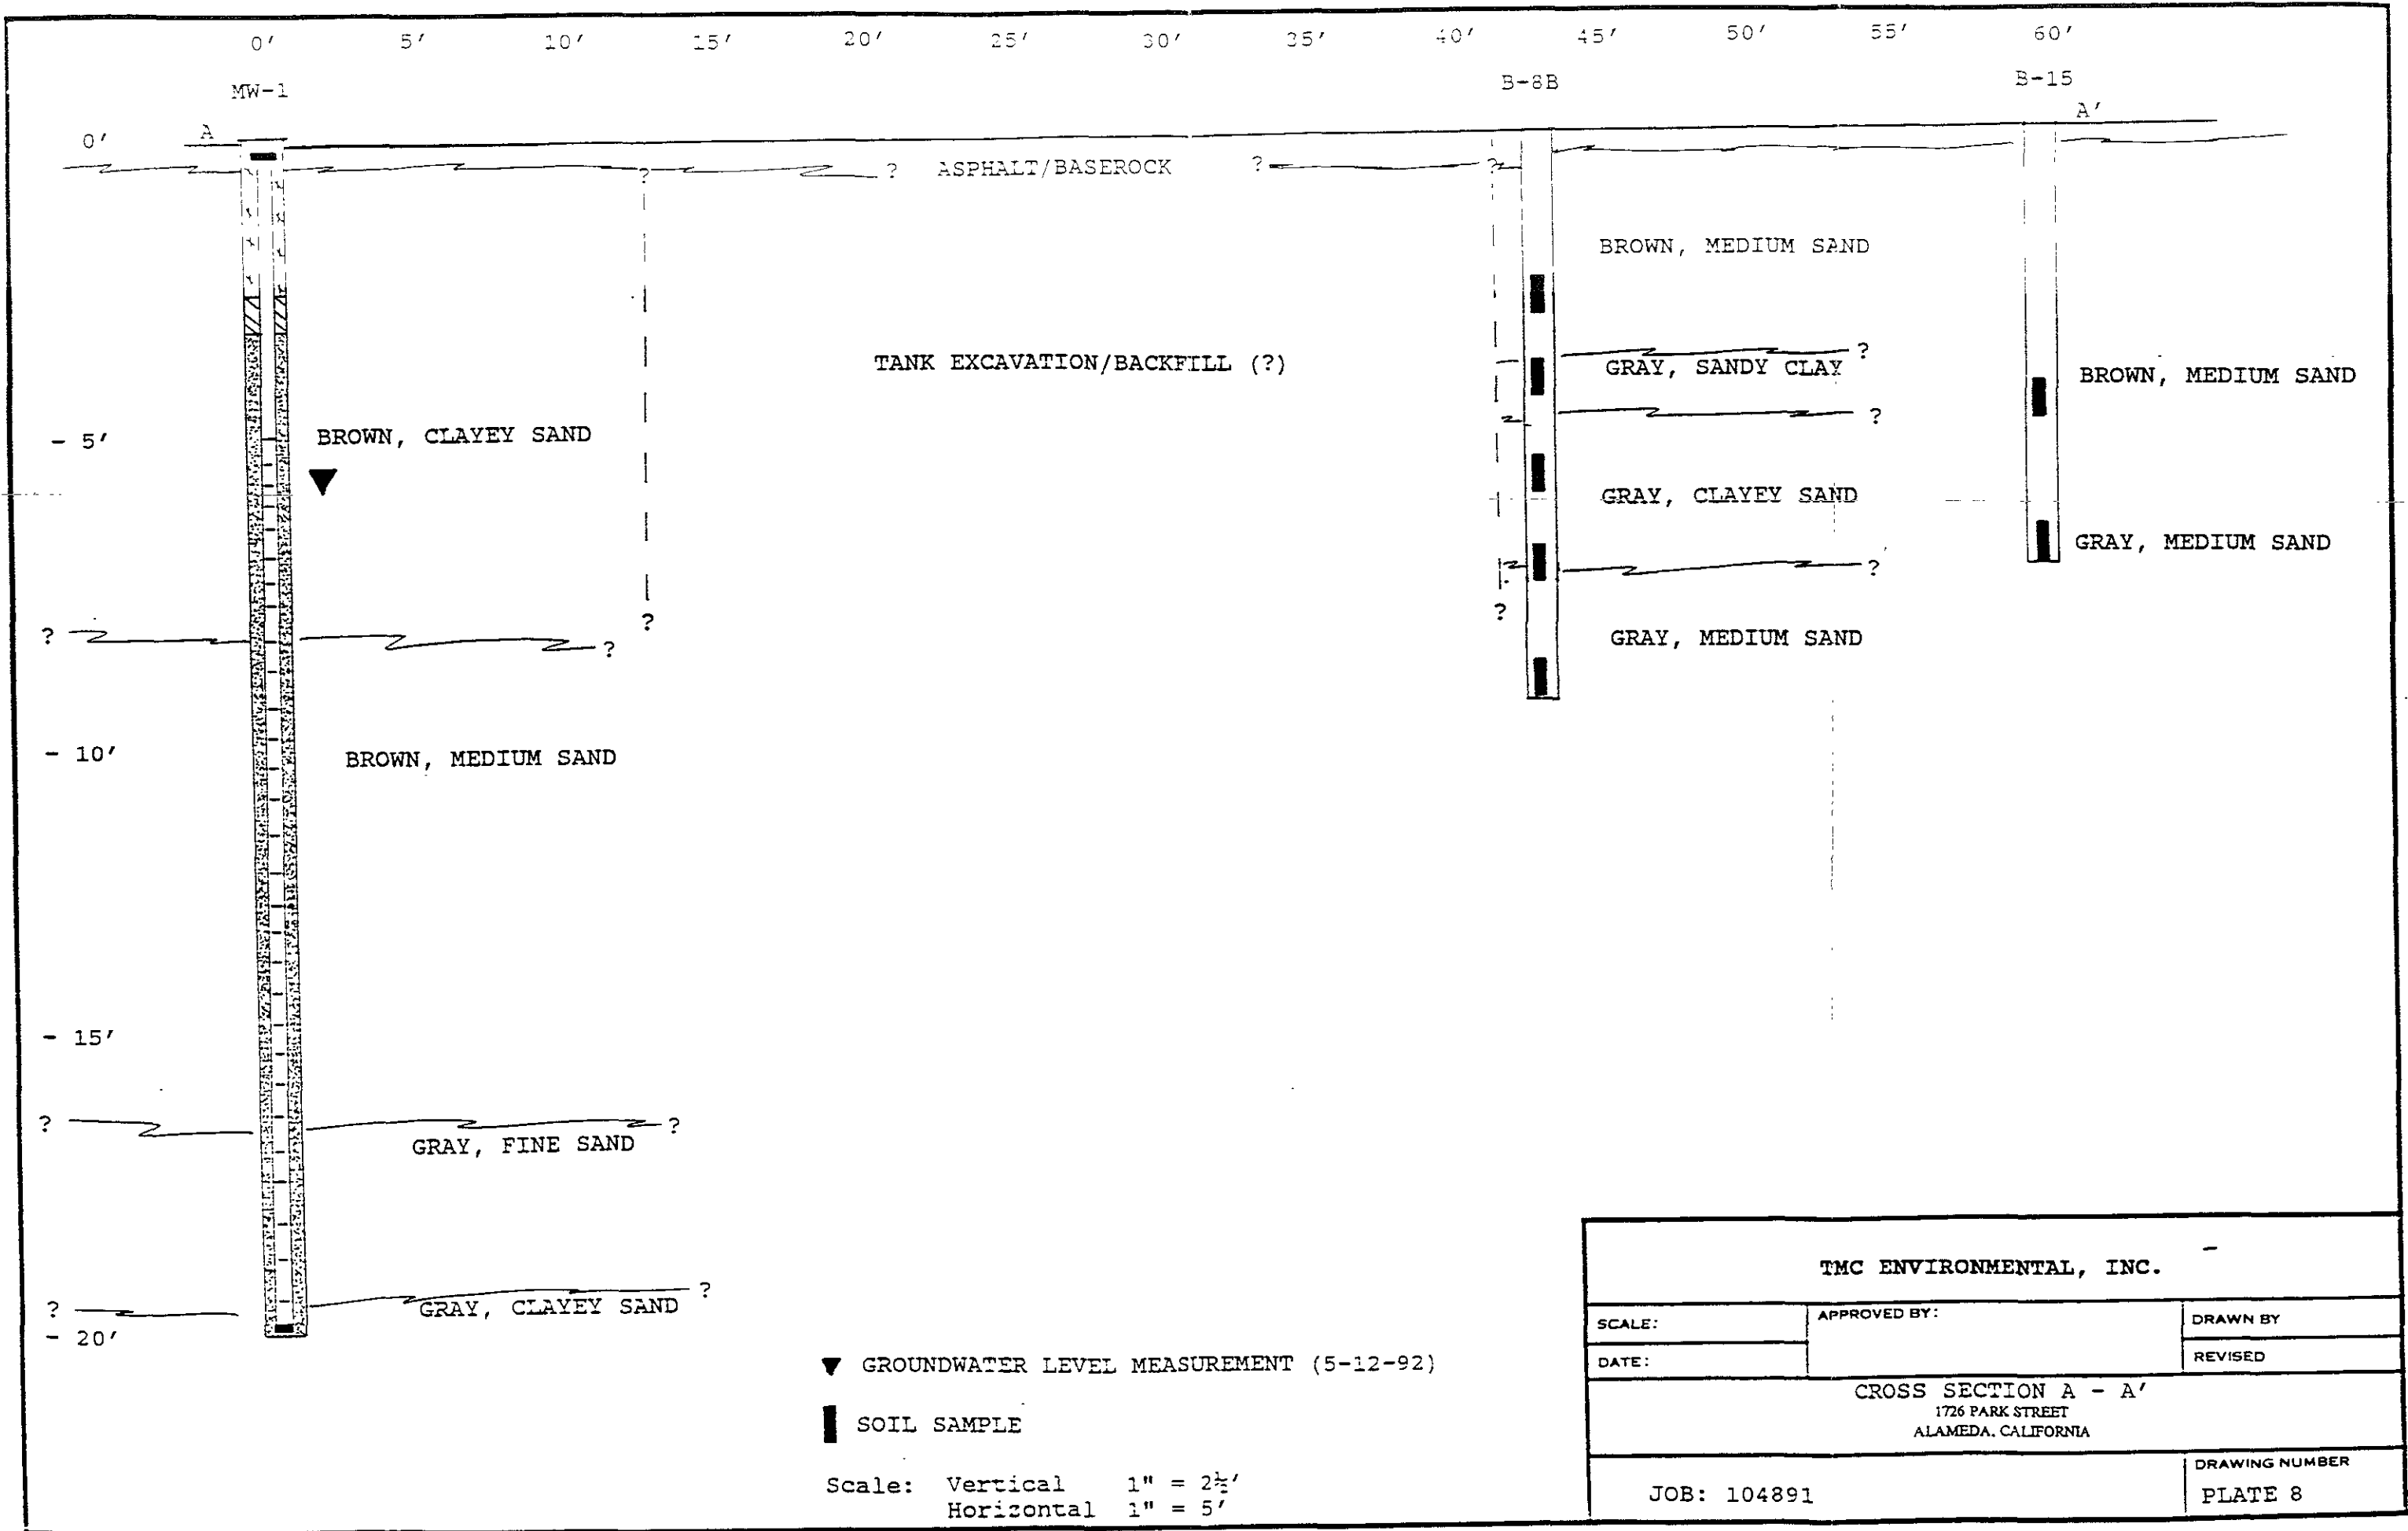 0' 5' 10' 15' 20' 25' 30' 35' 40' 45' 50' 55' 60'
MW-1 B-8B B-15
A A'
0'
? ? ASPHALT/BASEROCK ? ?
BROWN, MEDIUM SAND
TANK EXCAVATION/BACKFILL (?)
?
GRAY, SANDY CLAY
BROWN, MEDIUM SAND
?
- 5'
BROWN, CLAYEY SAND
GRAY, CLAYEY SAND
GRAY, MEDIUM SAND
?
? ? ? ?
GRAY, MEDIUM SAND
- 10'
BROWN, MEDIUM SAND
- 15'
? ?
GRAY, FINE SAND
? ?
GRAY, CLAYEY SAND
- 20'
GROUNDWATER LEVEL MEASUREMENT (5-12-92)
SOIL SAMPLE
Scale: Vertical 1" = 2½'
Horizontal 1" = 5'
TMC ENVIRONMENTAL, INC.
SCALE: APPROVED BY: DRAWN BY
DATE: REVISED
CROSS SECTION A - A'
1726 PARK STREET
ALAMEDA, CALIFORNIA
DRAWING NUMBER
JOB: 104891 PLATE 8